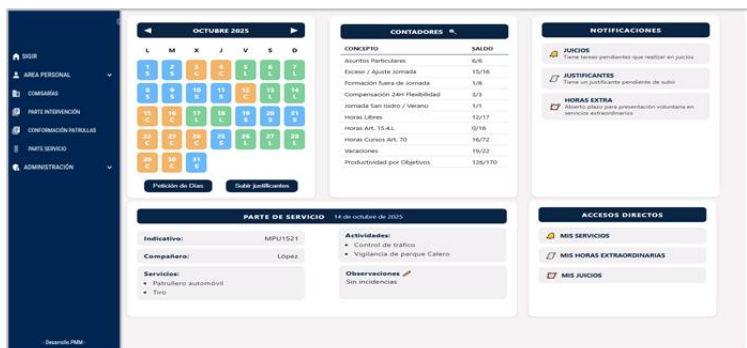 SIGIR
AREA PERSONAL
COMISARÍAS
PARTE INTERVENCIÓN
CONFORMACIÓN PATRULLAS
PARTE SERVICIO
ADMINISTRACIÓN
- Desarrollo PMM -
OCTUBRE 2025
L M X J V S D
1 2 3 4 5 6 7
S S C C L L L
8 9 10 11 12 13 14
S S S S C L L
15 16 17 18 19 20 21
C C L L S S S
22 23 24 25 26 27 28
C C C S L L L
29 30 31
C C S
Petición de Días Subir justificantes
CONTADORES
CONCEPTO SALDO
Asuntos Particulares 6/6
Exceso / Ajuste Jornada 15/16
Formación fuera de Jornada 1/8
Compensación 24H Flexibilidad 3/3
Jornada San Isidro / Verano 1/1
Horas Libres 12/17
Horas Art. 15.4.L 0/16
Horas Cursos Art. 70 16/72
Vacaciones 19/22
Productividad por Objetivos 126/170
NOTIFICACIONES
JUICIOS
Tiene tareas pendientes que realizar en juicios
JUSTIFICANTES
Tiene un justificante pendiente de subir
HORAS EXTRA
Abierto plazo para presentación voluntaria en
servicios extraordinarios
PARTE DE SERVICIO 14 de octubre de 2025
Indicativo: MPU1521
Compañero: López
Servicios:
• Patrullero automóvil
• Tiro
Actividades:
• Control de tráfico
• Vigilancia de parque Calero
Observaciones
Sin incidencias
ACCESOS DIRECTOS
MIS SERVICIOS
MIS HORAS EXTRAORDINARIAS
MIS JUICIOS